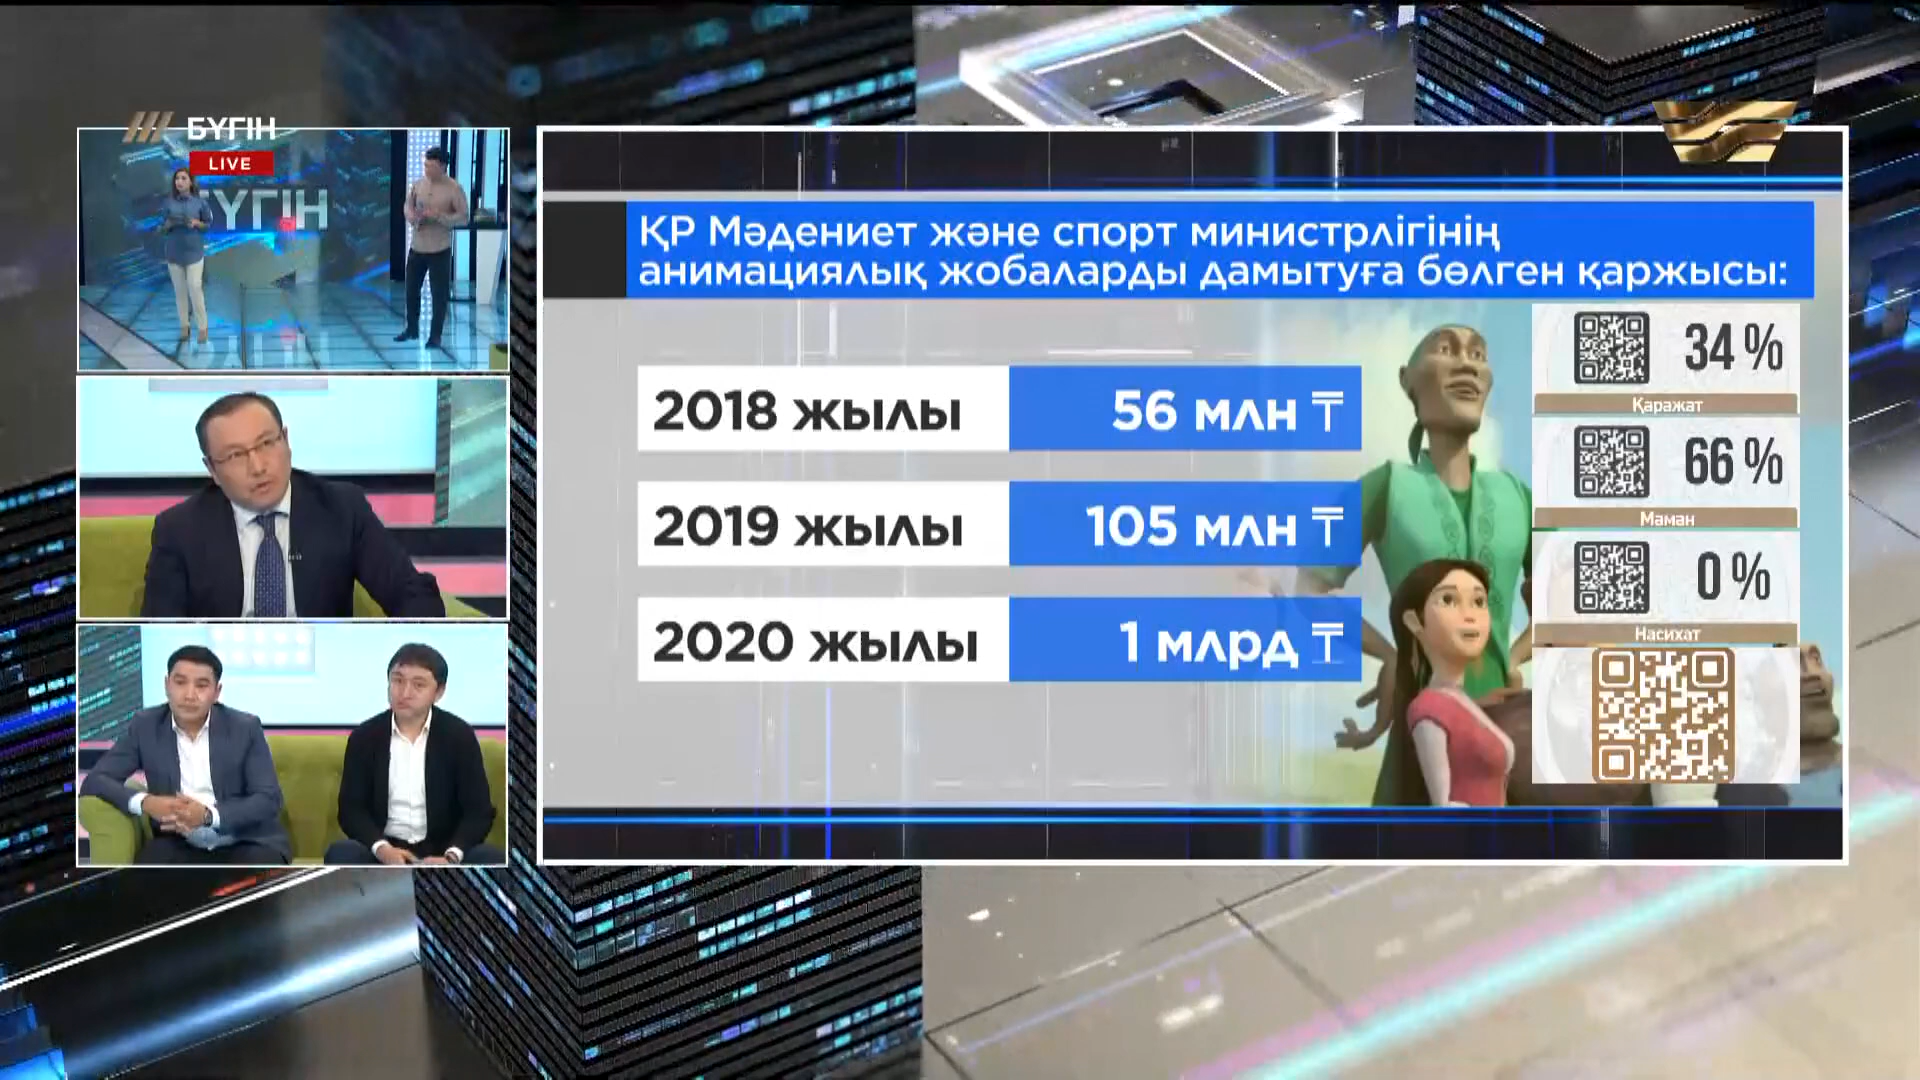 БҮГІН
LIVE
ҮГІН
ҚР Мәдениет және спорт министрлігінің
анимациялық жобаларды дамытуға бөлген қаржысы:
2018 жылы 56 млн ₸
2019 жылы 105 млн ₸
2020 жылы 1 млрд ₸
34 %
Қаражат
66 %
Маман
0 %
Насихат